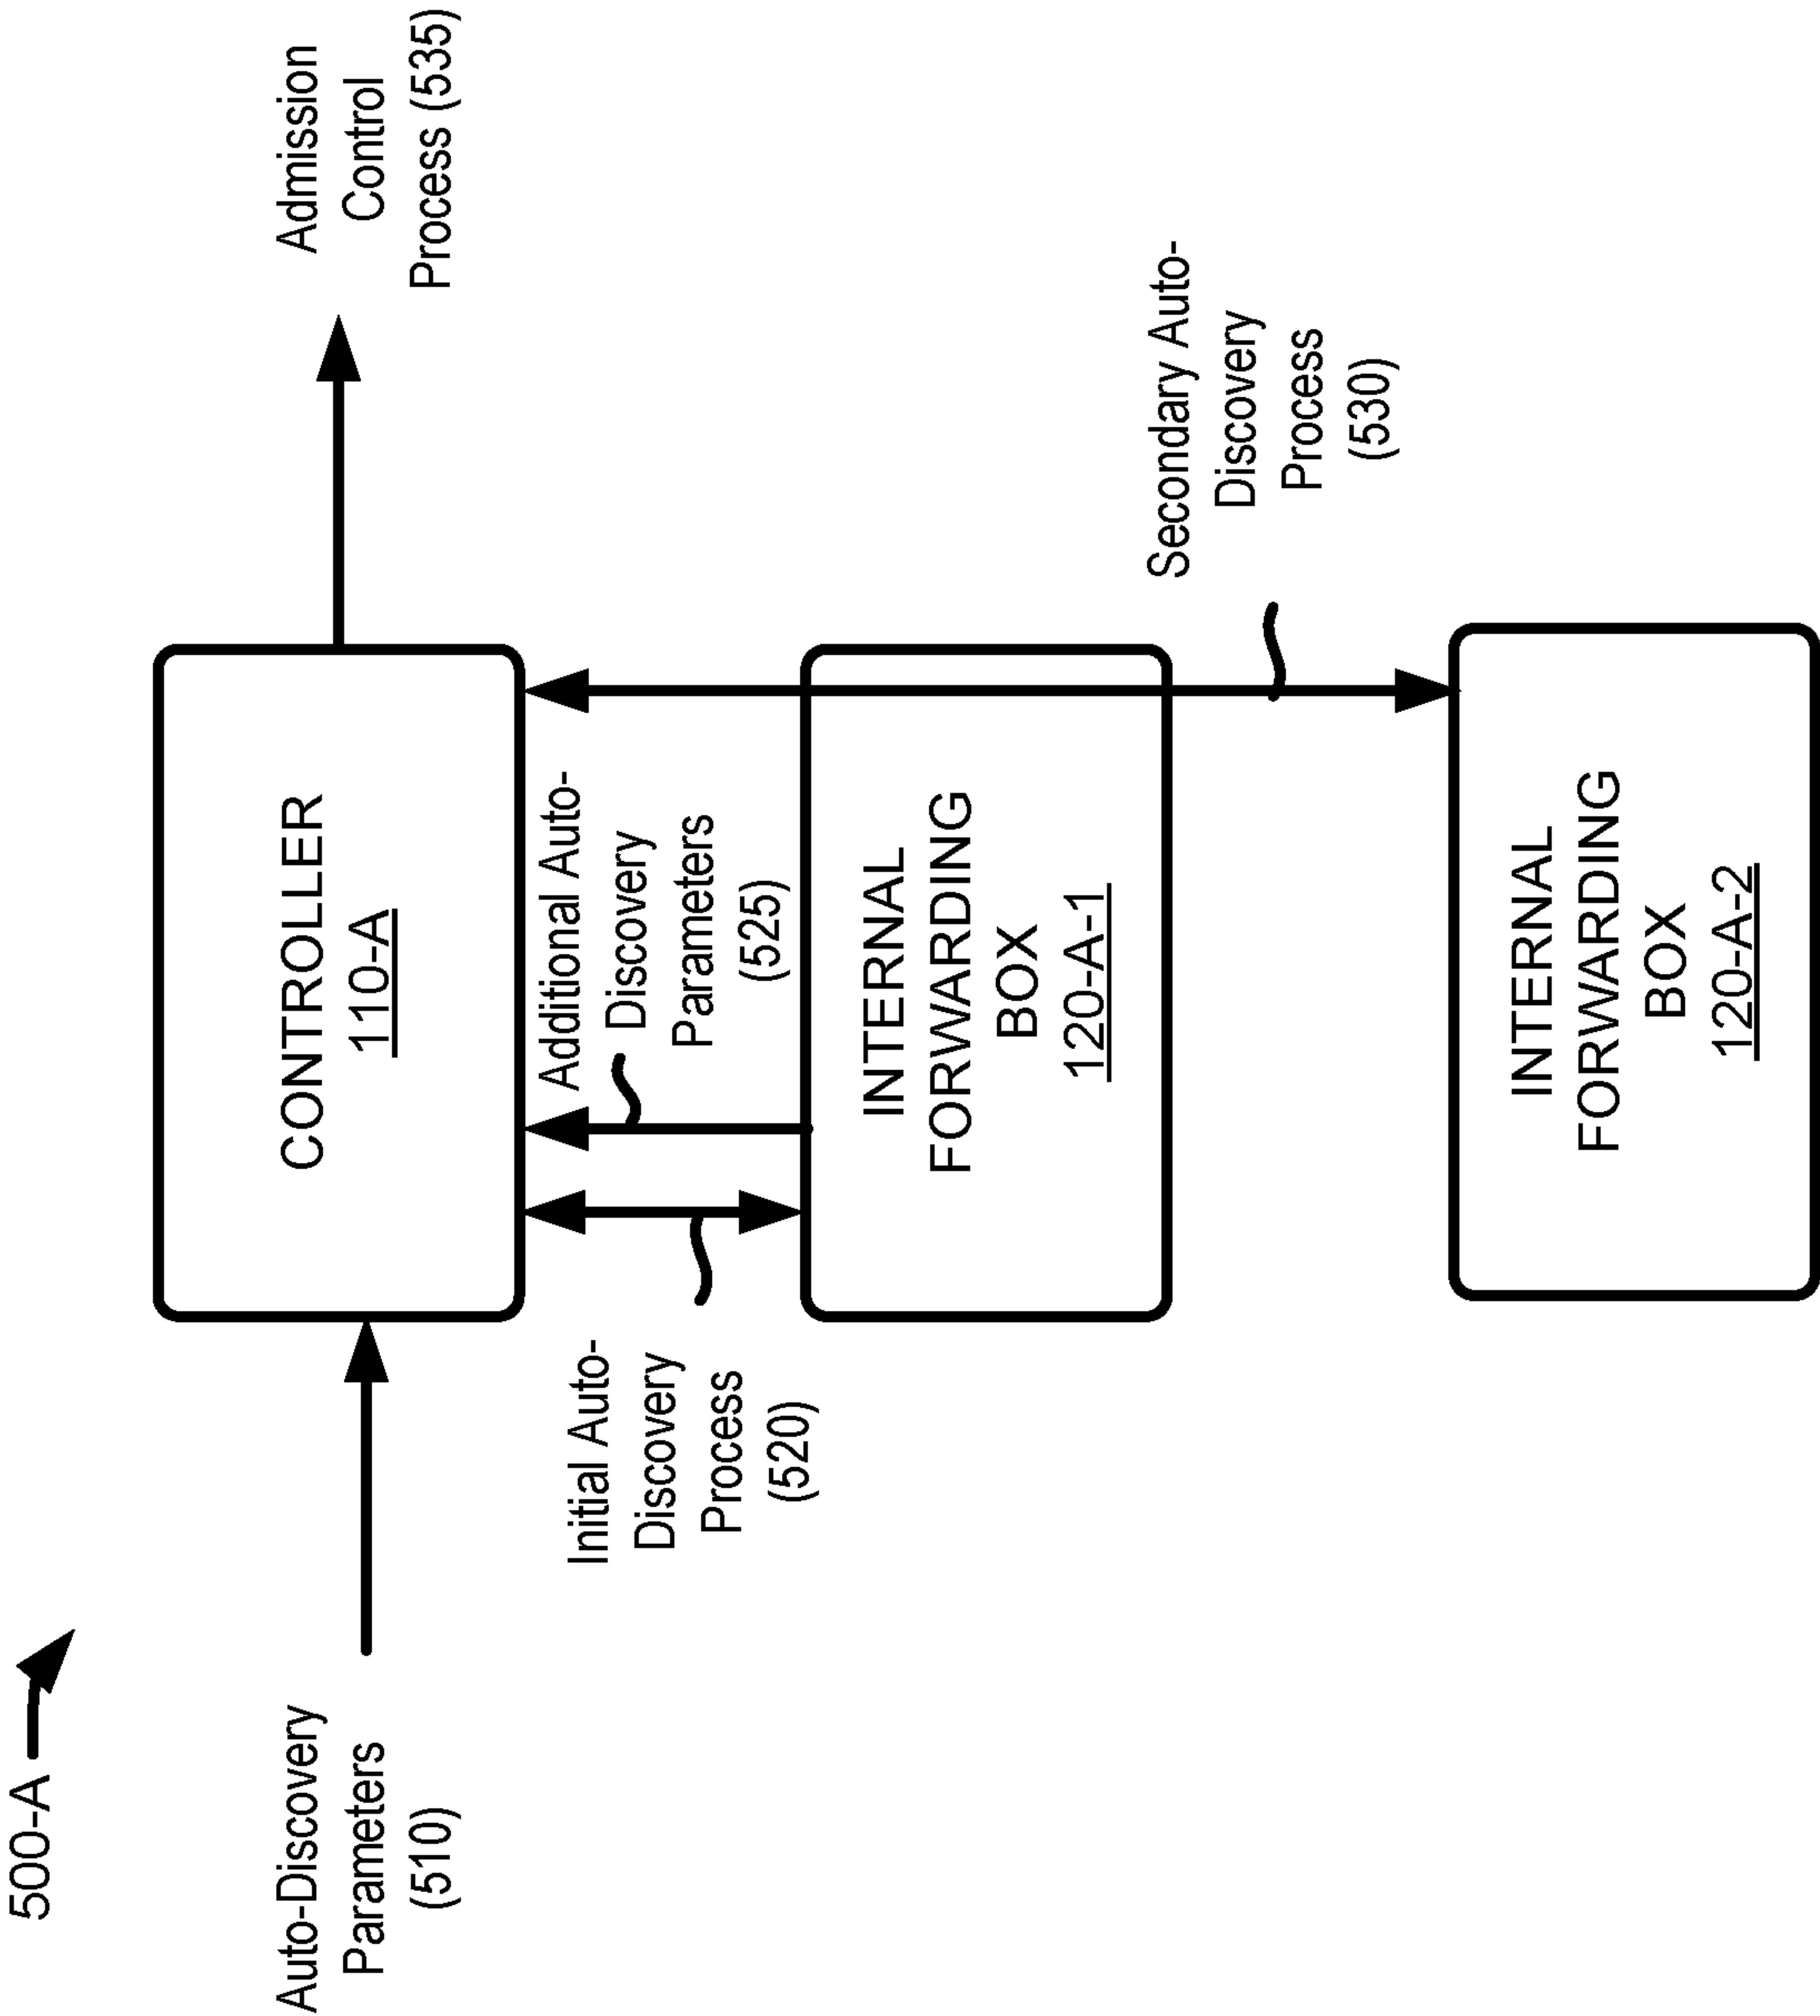 500-A
Auto-Discovery
Parameters
(510)
CONTROLLER
110-A
Admission
Control
Process (535)
Initial Auto-
Discovery
Process
(520)
Additional Auto-
Discovery
Parameters
(525)
INTERNAL
FORWARDING
BOX
120-A-1
Secondary Auto-
Discovery
Process
(530)
INTERNAL
FORWARDING
BOX
120-A-2